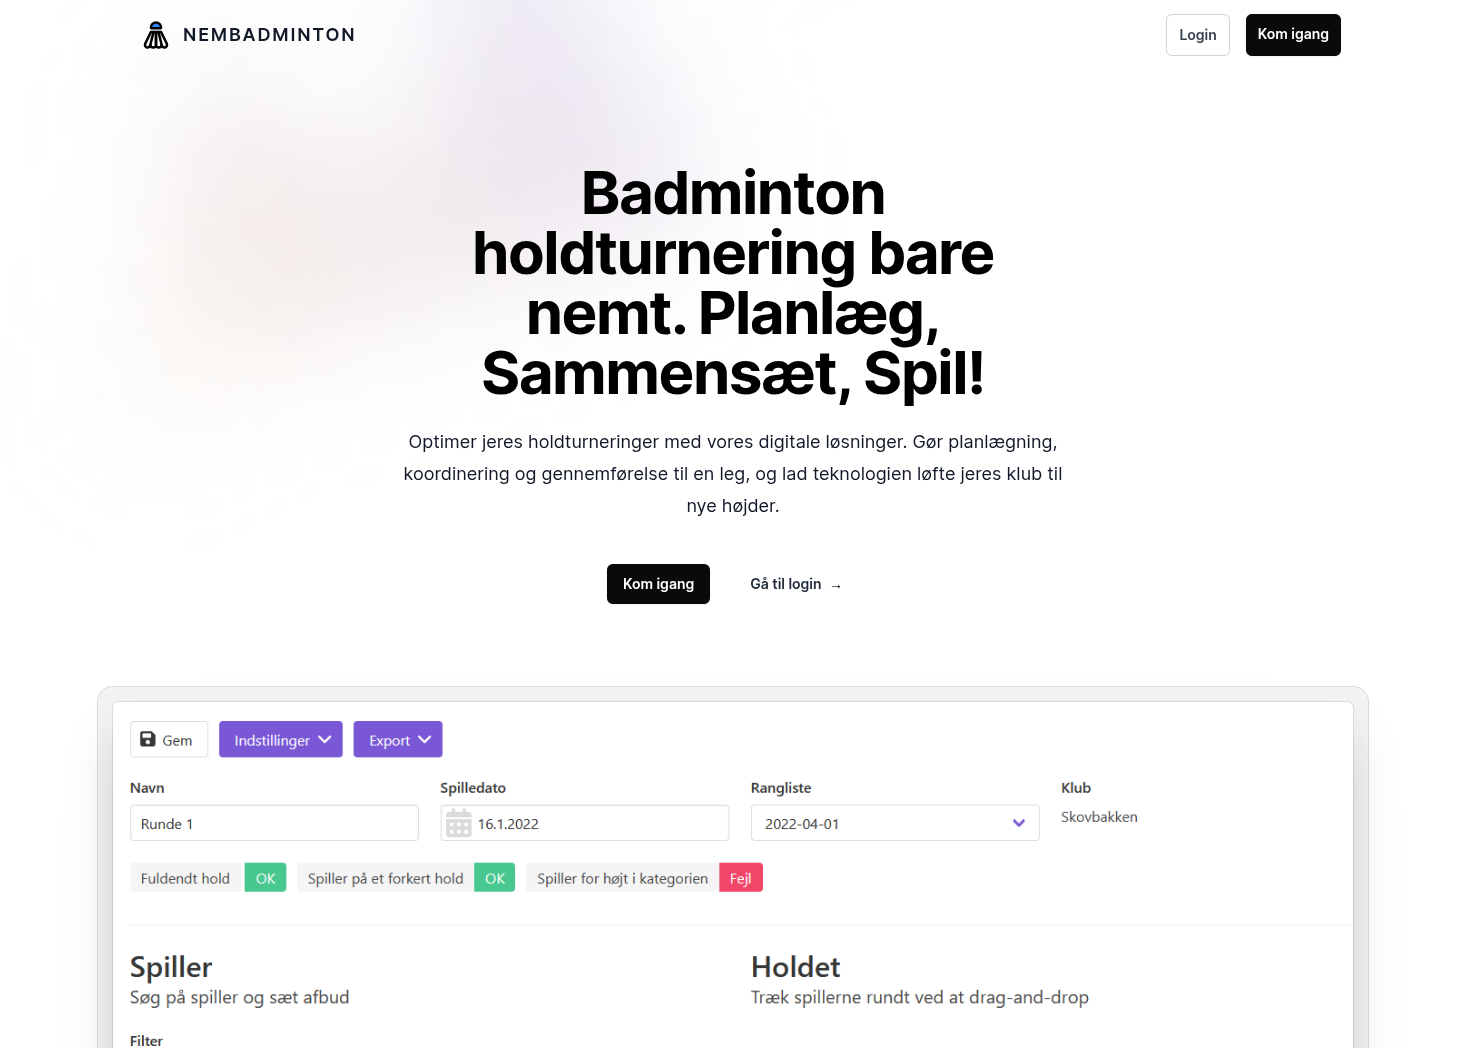 NEMBADMINTON
Login
Kom igang
Badminton
holdturnering bare
nemt. Planlæg,
Sammensæt, Spil!
Optimer jeres holdturneringer med vores digitale løsninger. Gør planlægning,
koordinering og gennemførelse til en leg, og lad teknologien løfte jeres klub til
nye højder.
Kom igang
Gå til login →
Gem
Indstillinger
Export
Navn
Spilledato
Rangliste
Klub
Runde 1
16.1.2022
2022-04-01
Skovbakken
Fuldendt hold OK
Spiller på et forkert hold OK
Spiller for højt i kategorien Fejl
Spiller
Holdet
Søg på spiller og sæt afbud
Træk spillerne rundt ved at drag-and-drop
Filter